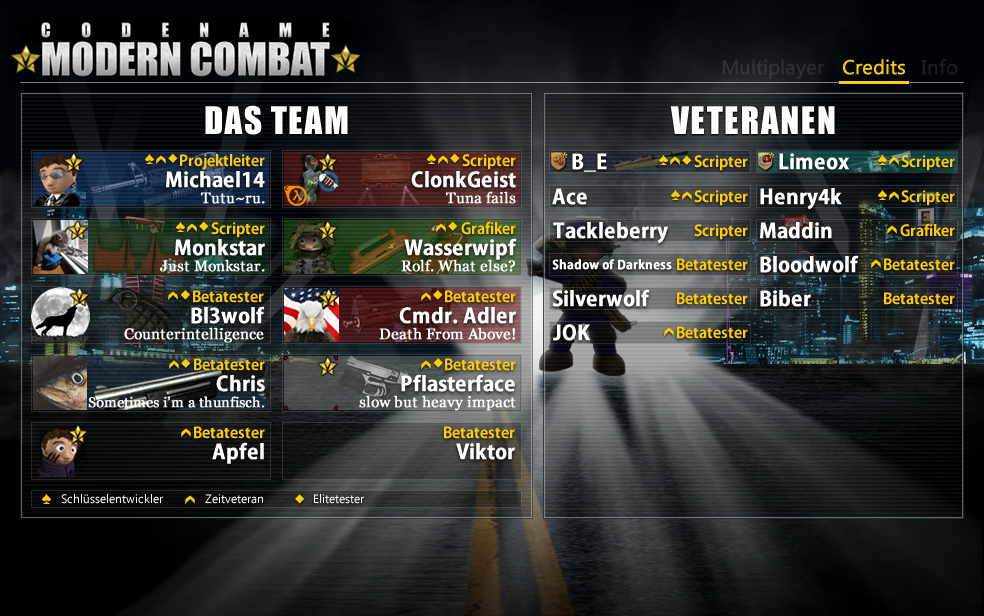 CODENAME
MODERN COMBAT
Multiplayer Credits Info
DAS TEAM
Projektleiter
Michael14
Tutu~ru.
Scripter
ClonkGeist
Tuna fails
Scripter
Monkstar
Just Monkstar.
Grafiker
Wasserwipf
Rolf. What else?
Betatester
Bl3wolf
Counterintelligence
Betatester
Cmdr. Adler
Death From Above!
Betatester
Chris
Sometimes i'm a thunfisch.
Betatester
Pflasterface
slow but heavy impact
Betatester
Apfel
Betatester
Viktor
Schlüsselentwickler Zeitveteran Elitetester
VETERANEN
B_E Scripter
Limeox Scripter
Ace Scripter
Henry4k Scripter
Tackleberry Scripter
Maddin Grafiker
Shadow of Darkness Betatester
Bloodwolf Betatester
Silverwolf Betatester
Biber Betatester
JOK Betatester